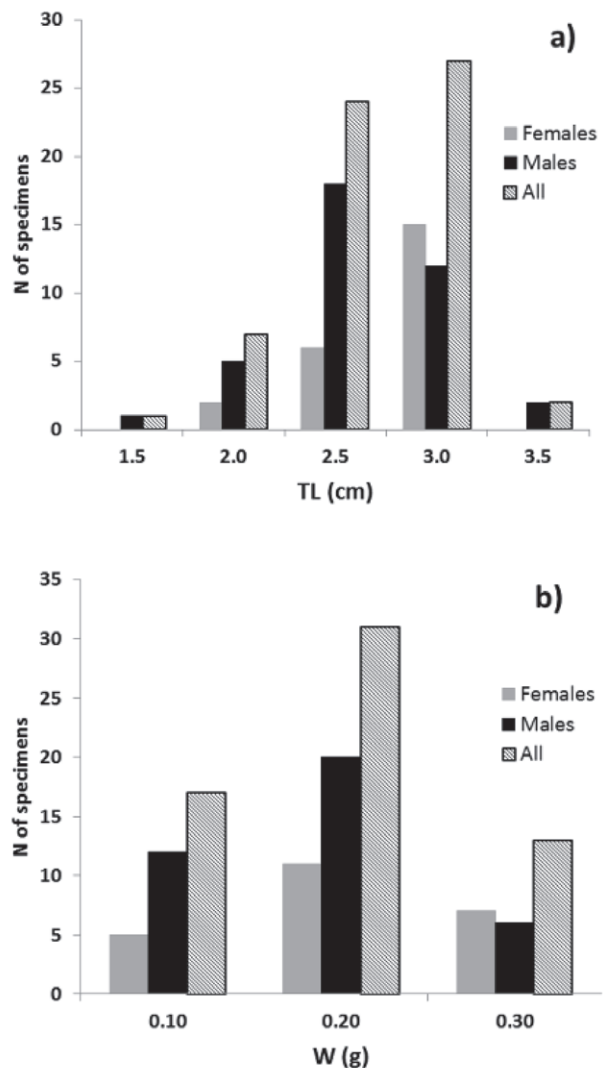 a)
30
25
20
15
10
5
0
N of specimens
Females
Males
All
1.5 2.0 2.5 3.0 3.5
TL (cm)
b)
35
30
25
20
15
10
5
0
N of specimens
Females
Males
All
0.10 0.20 0.30
W (g)